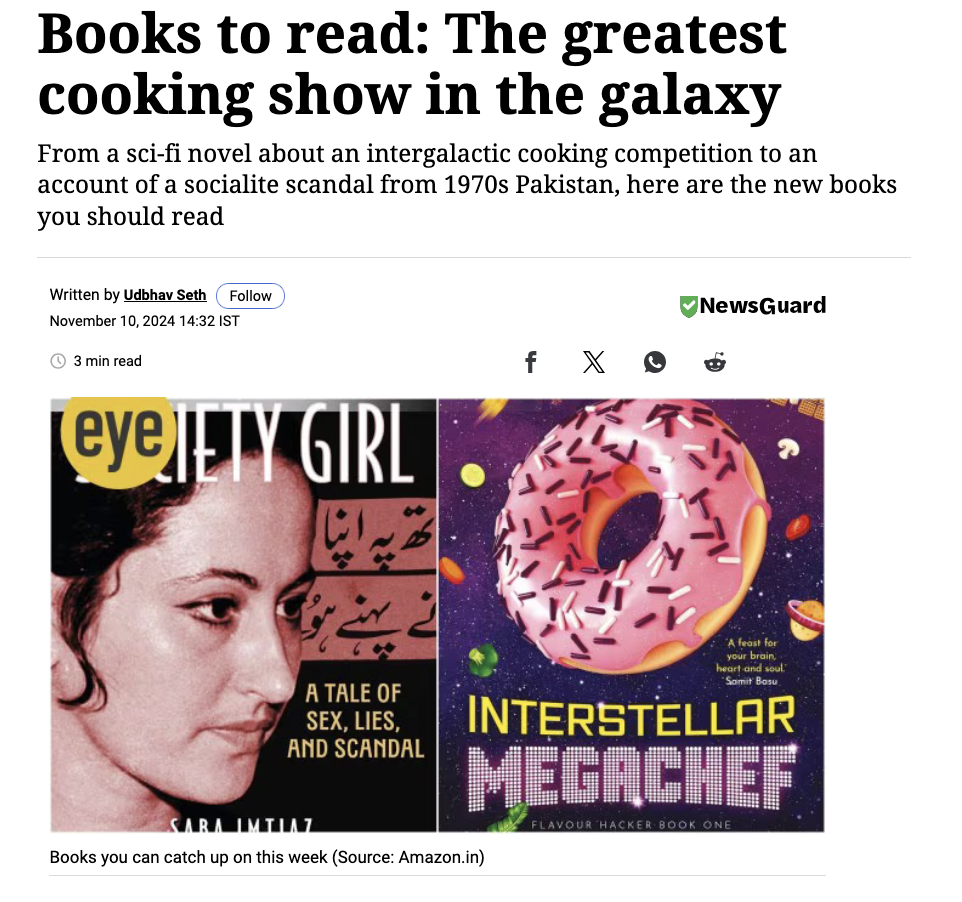 Books to read: The greatest
cooking show in the galaxy
From a sci-fi novel about an intergalactic cooking competition to an
account of a socialite scandal from 1970s Pakistan, here are the new books
you should read
Written by Udbhav Seth Follow
November 10, 2024 14:32 IST
NewsGuard
3 min read
eye
IETY GIRL
پہ اپنا
پہنے ہوئے
A TALE OF
SEX, LIES,
AND SCANDAL
SABA IMTIAZ
'A feast for
your brain,
heart and soul.'
Samit Basu
INTERSTELLAR
MEGACHEF
FLAVOUR HACKER BOOK ONE
Books you can catch up on this week (Source: Amazon.in)